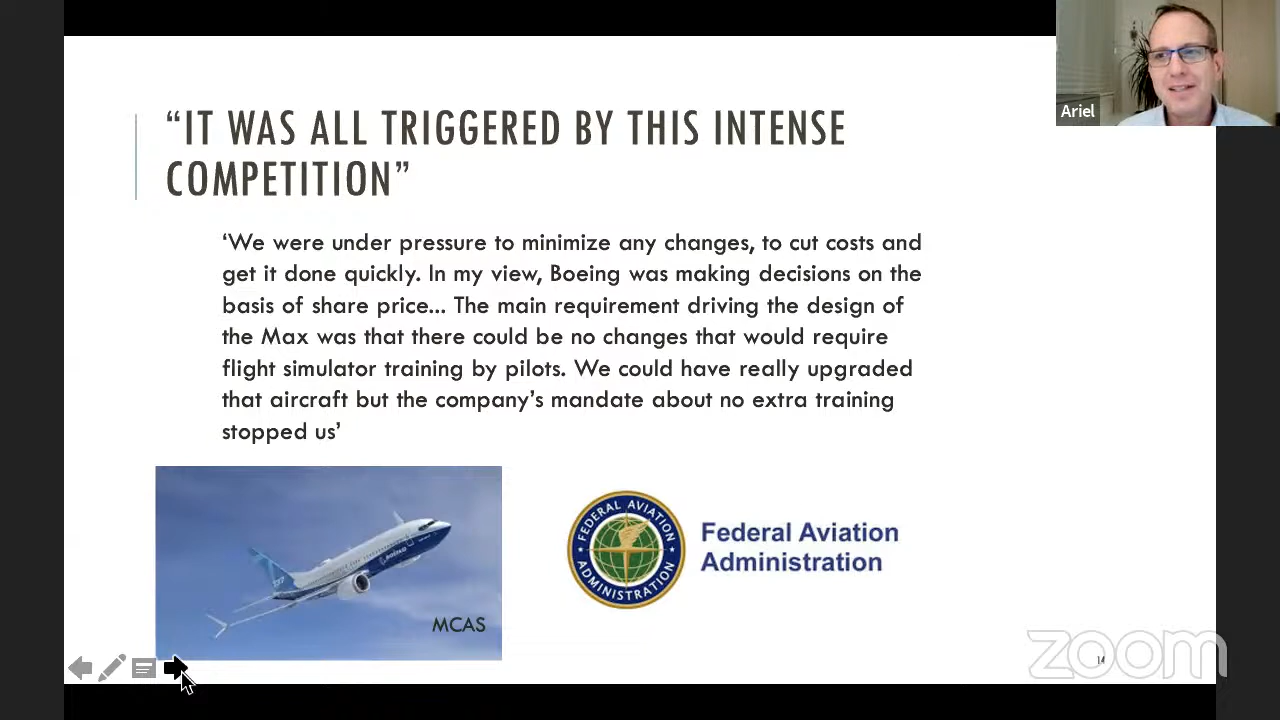 Ariel
“IT WAS ALL TRIGGERED BY THIS INTENSE
COMPETITION”
‘We were under pressure to minimize any changes, to cut costs and
get it done quickly. In my view, Boeing was making decisions on the
basis of share price... The main requirement driving the design of
the Max was that there could be no changes that would require
flight simulator training by pilots. We could have really upgraded
that aircraft but the company’s mandate about no extra training
stopped us’
MCAS
FEDERAL AVIATION
ADMINISTRATION
Federal Aviation
Administration
zoom
14